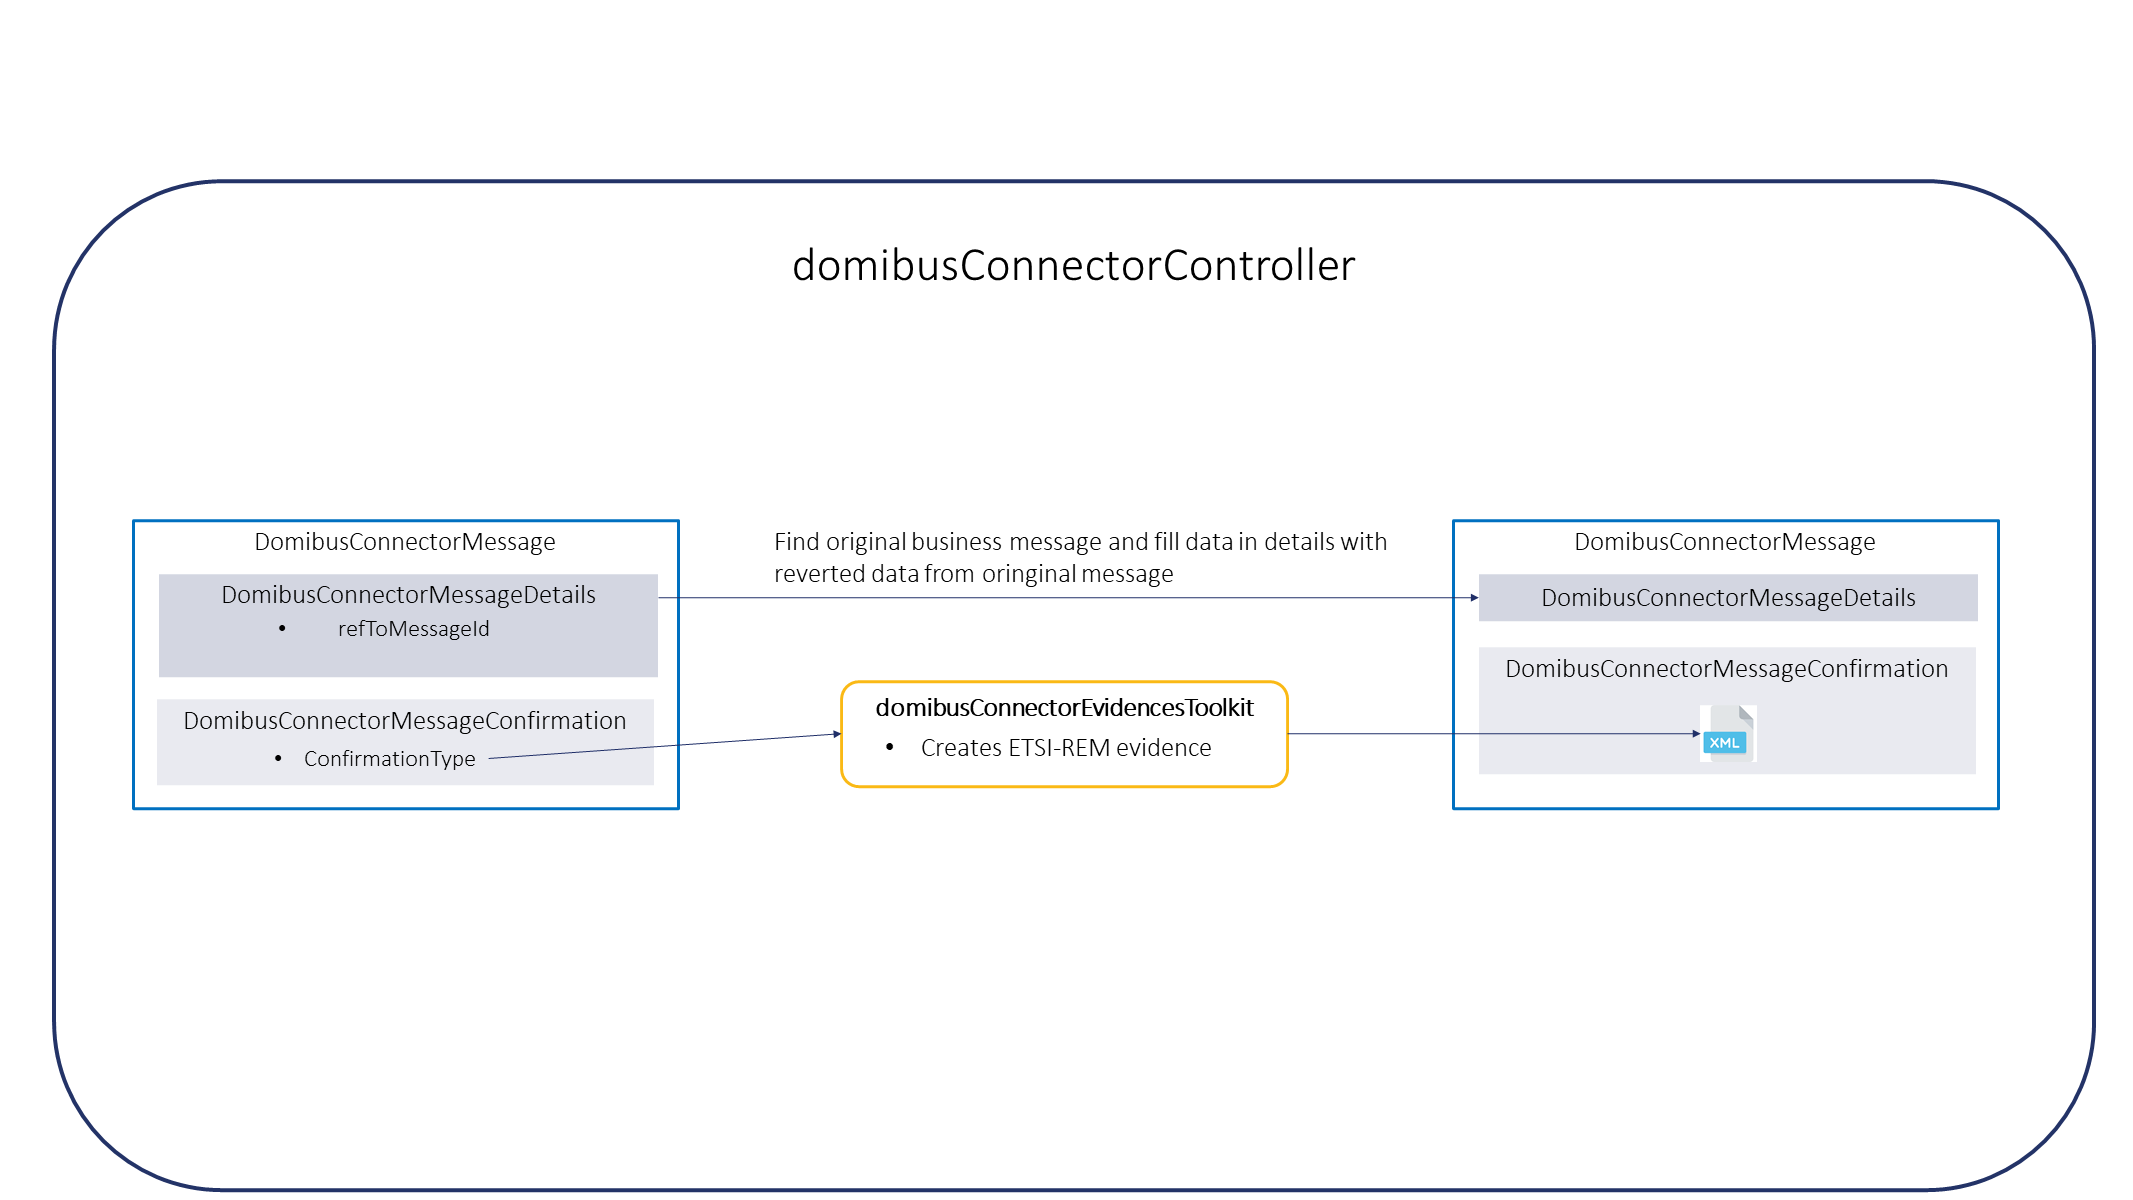 domibusConnectorController
DomibusConnectorMessage
DomibusConnectorMessageDetails
• refToMessageId
DomibusConnectorMessageConfirmation
• ConfirmationType
Find original business message and fill data in details with
reverted data from oringinal message
domibusConnectorEvidencesToolkit
• Creates ETSI-REM evidence
DomibusConnectorMessage
DomibusConnectorMessageDetails
DomibusConnectorMessageConfirmation
XML